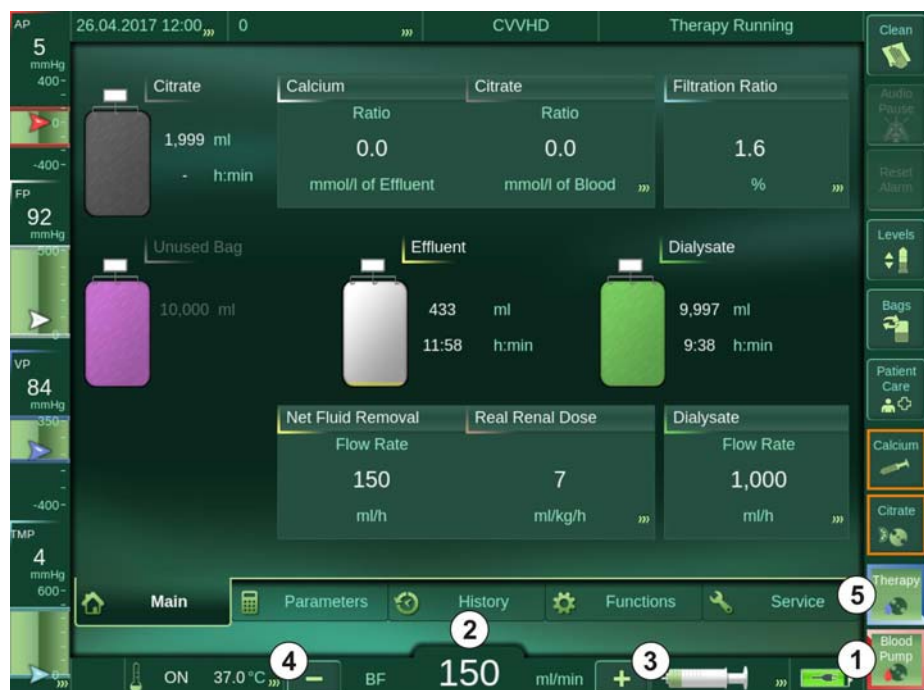 26.04.2017 12:00 0 CVVHD Therapy Running
AP
5
mmHg
400
0
-400
FP
92
mmHg
500
0
VP
84
mmHg
350
-400
TMP
4
mmHg
600
0
Citrate
1,999 ml
- h:min
Calcium Citrate
Ratio Ratio
0.0 0.0
mmol/l of Effluent mmol/l of Blood
Filtration Ratio
1.6
%
Unused Bag
10,000 ml
Effluent
433 ml
11:58 h:min
Dialysate
9,997 ml
9:38 h:min
Net Fluid Removal Real Renal Dose
Flow Rate
150 7
ml/h ml/kg/h
Dialysate
Flow Rate
1,000
ml/h
Main Parameters History Functions Service
ON 37.0 °C BF 150 ml/min
Clean
Audio
Pause
Reset
Alarm
Levels
Bags
Patient
Care
Calcium
Citrate
Therapy
Blood
Pump
5
2
4
3
1